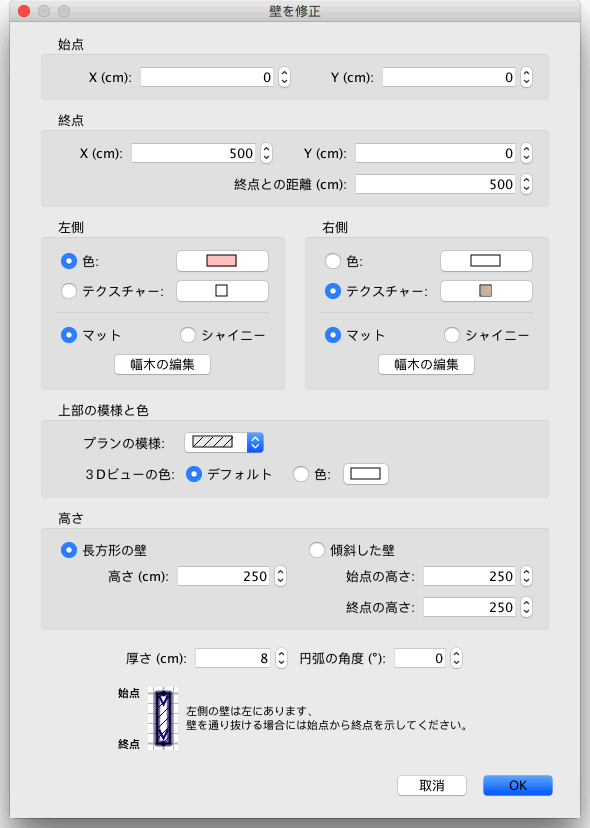 壁を修正
始点
X (cm): 0 Y (cm): 0
終点
X (cm): 500 Y (cm): 0
終点との距離 (cm): 500
左側
色:
テクスチャー:
マット シャイニー
幅木の編集
右側
色:
テクスチャー:
マット シャイニー
幅木の編集
上部の模様と色
プランの模様:
3Dビューの色: デフォルト 色:
高さ
長方形の壁 傾斜した壁
高さ (cm): 250 始点の高さ: 250
終点の高さ: 250
厚さ (cm): 8 円弧の角度 (°): 0
始点
終点
左側の壁は左にあります、
壁を通り抜ける場合には始点から終点を示してください。
取消 OK